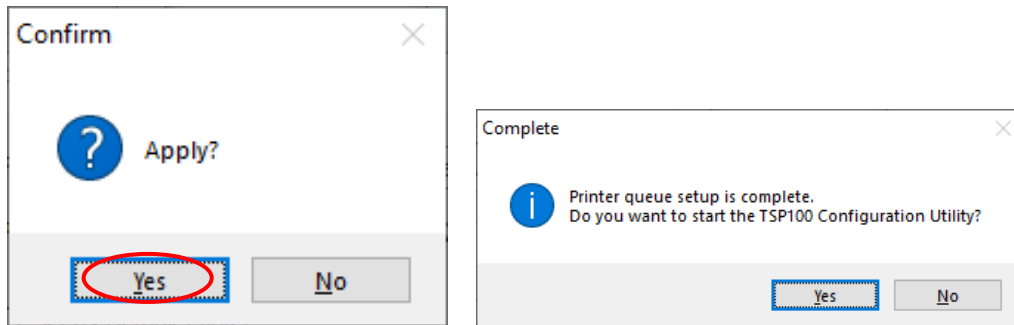 Confirm
Apply?
Yes
No
Complete
Printer queue setup is complete.
Do you want to start the TSP100 Configuration Utility?
Yes
No